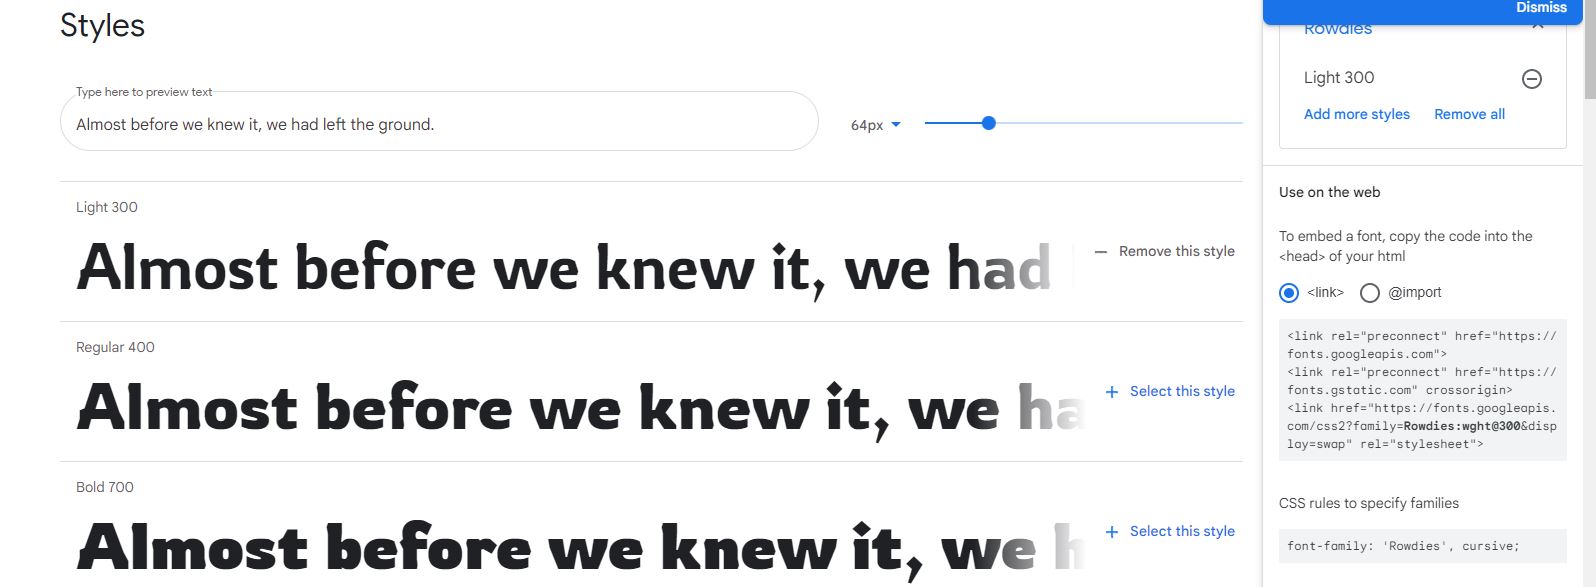 Styles
Type here to preview text
Almost before we knew it, we had left the ground.
64px
Light 300
Almost before we knew it, we had
Remove this style
Regular 400
Almost before we knew it, we ha
Select this style
Bold 700
Almost before we knew it, we h
Select this style
Dismiss
Rowdies
Light 300
Add more styles Remove all
Use on the web
To embed a font, copy the code into the
<head> of your html
<link> @import
<link rel="preconnect" href="https://
fonts.googleapis.com">
<link rel="preconnect" href="https://
fonts.gstatic.com" crossorigin>
<link href="https://fonts.googleapis.
com/css2?family=Rowdies:wght@300&disp
lay=swap" rel="stylesheet">
CSS rules to specify families
font-family: 'Rowdies', cursive;